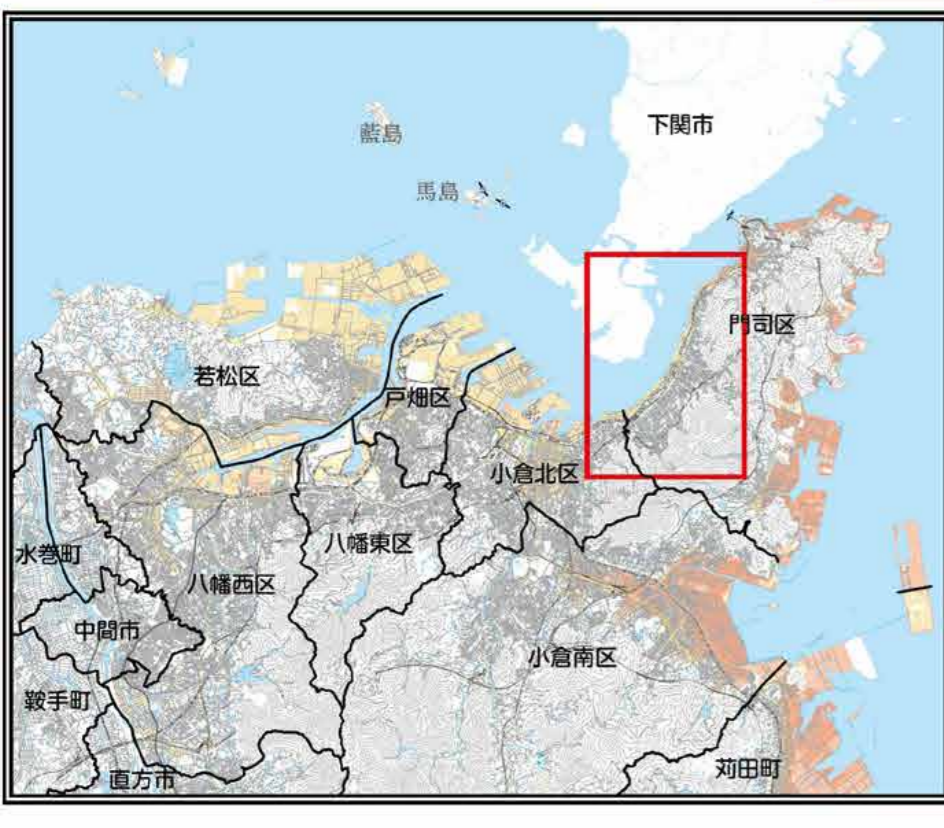 下関市
藍島
馬島
門司区
若松区
戸畑区
小倉北区
水巻町
八幡東区
八幡西区
中間市
小倉南区
鞍手町
直方市
苅田町